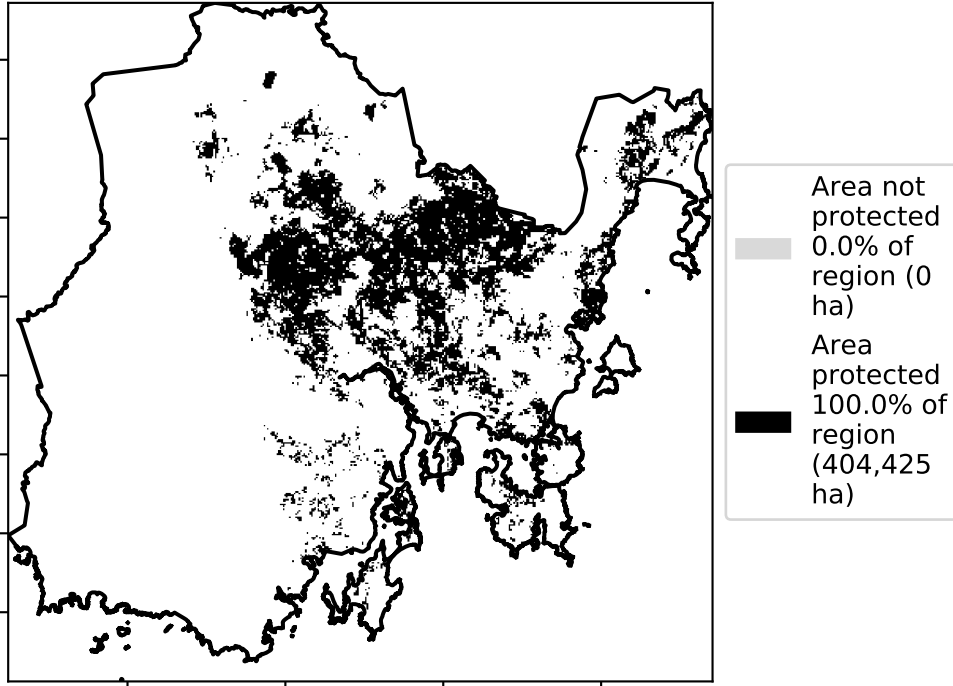 Area not
protected
0.0% of
region (0
ha)
Area
protected
100.0% of
region
(404,425
ha)